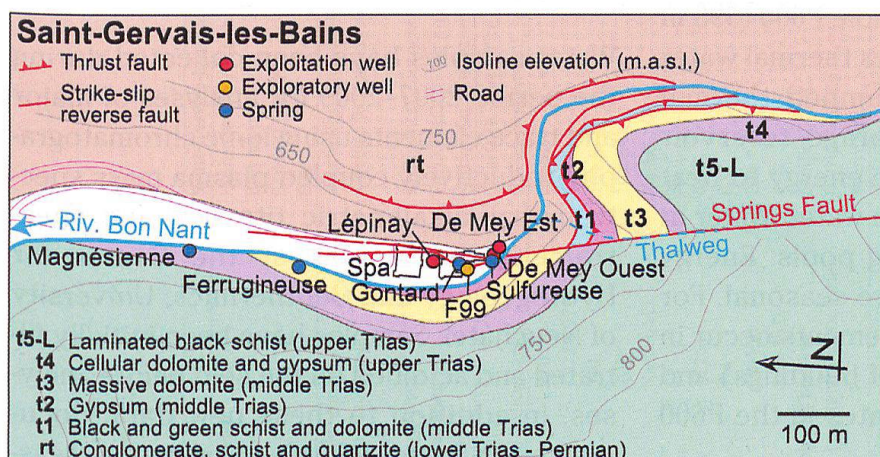 Saint-Gervais-les-Bains
Thrust fault
Strike-slip
reverse fault
Exploitation well
Exploratory well
Spring
700 Isoline elevation (m.a.s.l.)
Road
750
650
rt
t2
t1
t3
t4
t5-L
Springs Fault
Thalweg
Riv. Bon Nant
Lépinay
De Mey Est
Magnésienne
Spa
De Mey Ouest
Ferrugineuse
Gontard
Sulfureuse
F99
750
800
t5-L Laminated black schist (upper Trias)
t4 Cellular dolomite and gypsum (upper Trias)
t3 Massive dolomite (middle Trias)
t2 Gypsum (middle Trias)
t1 Black and green schist and dolomite (middle Trias)
rt Conglomerate, schist and quartzite (lower Trias - Permian)
N
100 m